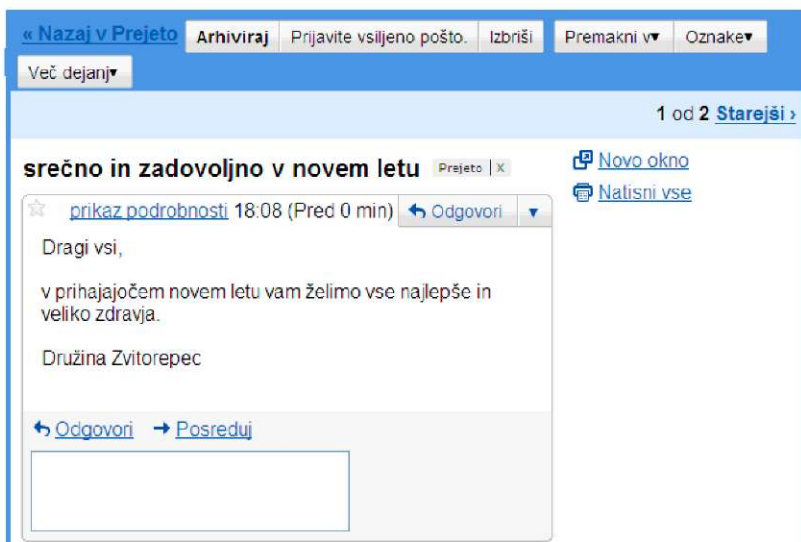 « Nazaj v Prejeto Arhiviraj Prijavite vsiljeno pošto. Izbriši Premakni v▾ Oznake▾
Več dejanj▾
1 od 2 Starejši ›
srečno in zadovoljno v novem letu Prejeto | X
Novo okno
Natisni vse
prikaz podrobnosti 18:08 (Pred 0 min) Odgovori ▾
Dragi vsi,
v prihajajočem novem letu vam želimo vse najlepše in
veliko zdravja.
Družina Zvitorepec
Odgovori Posreduj